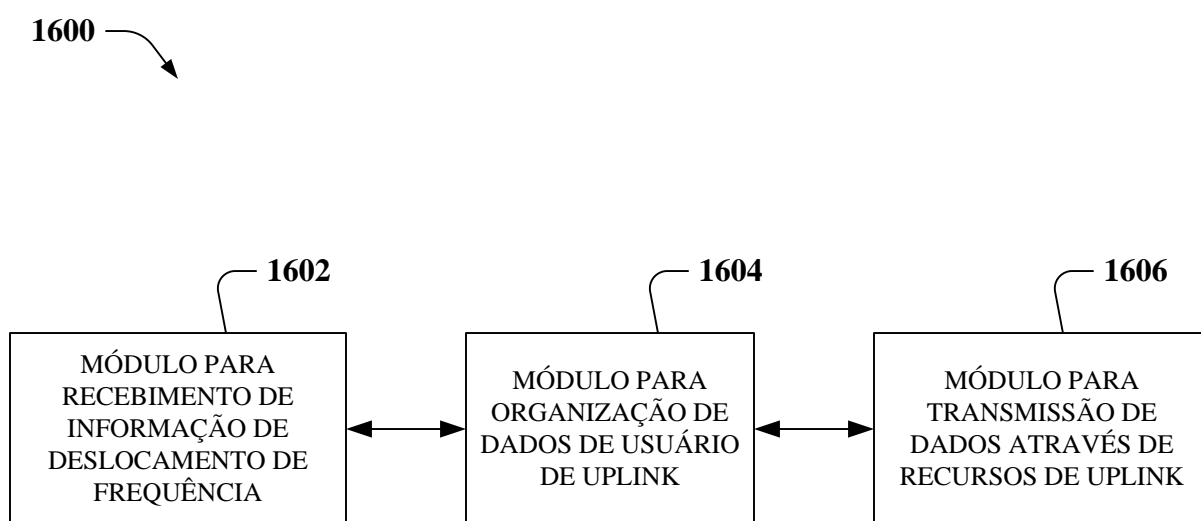 1600
1602
1604
1606
MÓDULO PARA
RECEBIMENTO DE
INFORMAÇÃO DE
DESLOCAMENTO DE
FREQUÊNCIA
MÓDULO PARA
ORGANIZAÇÃO DE
DADOS DE USUÁRIO
DE UPLINK
MÓDULO PARA
TRANSMISSÃO DE
DADOS ATRAVÉS DE
RECURSOS DE UPLINK